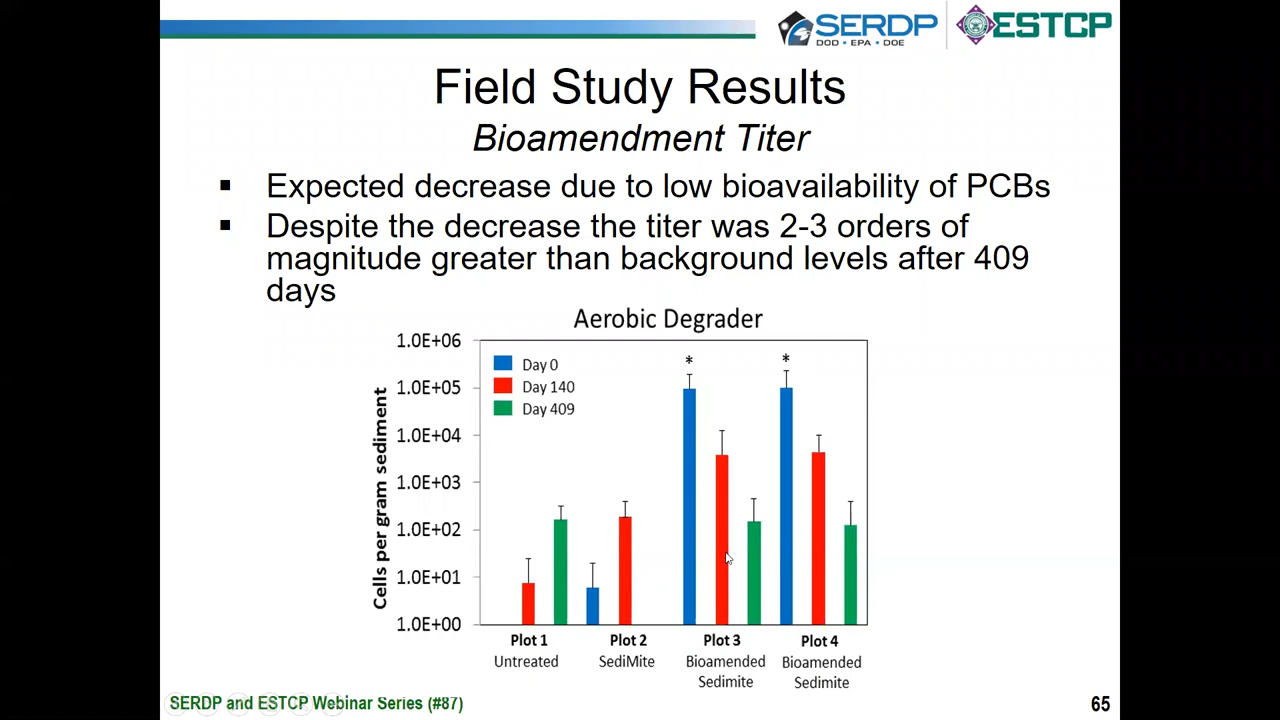 SERDP
DOD • EPA • DOE
ESTCP
Field Study Results
Bioamendment Titer
▪ Expected decrease due to low bioavailability of PCBs
▪ Despite the decrease the titer was 2-3 orders of
magnitude greater than background levels after 409
days
Aerobic Degrader
Cells per gram sediment
1.0E+06
1.0E+05
1.0E+04
1.0E+03
1.0E+02
1.0E+01
1.0E+00
Day 0
Day 140
Day 409
* *
Plot 1 Plot 2 Plot 3 Plot 4
Untreated SediMite Bioamended Bioamended
Sedimite Sedimite
SERDP and ESTCP Webinar Series (#87)
65